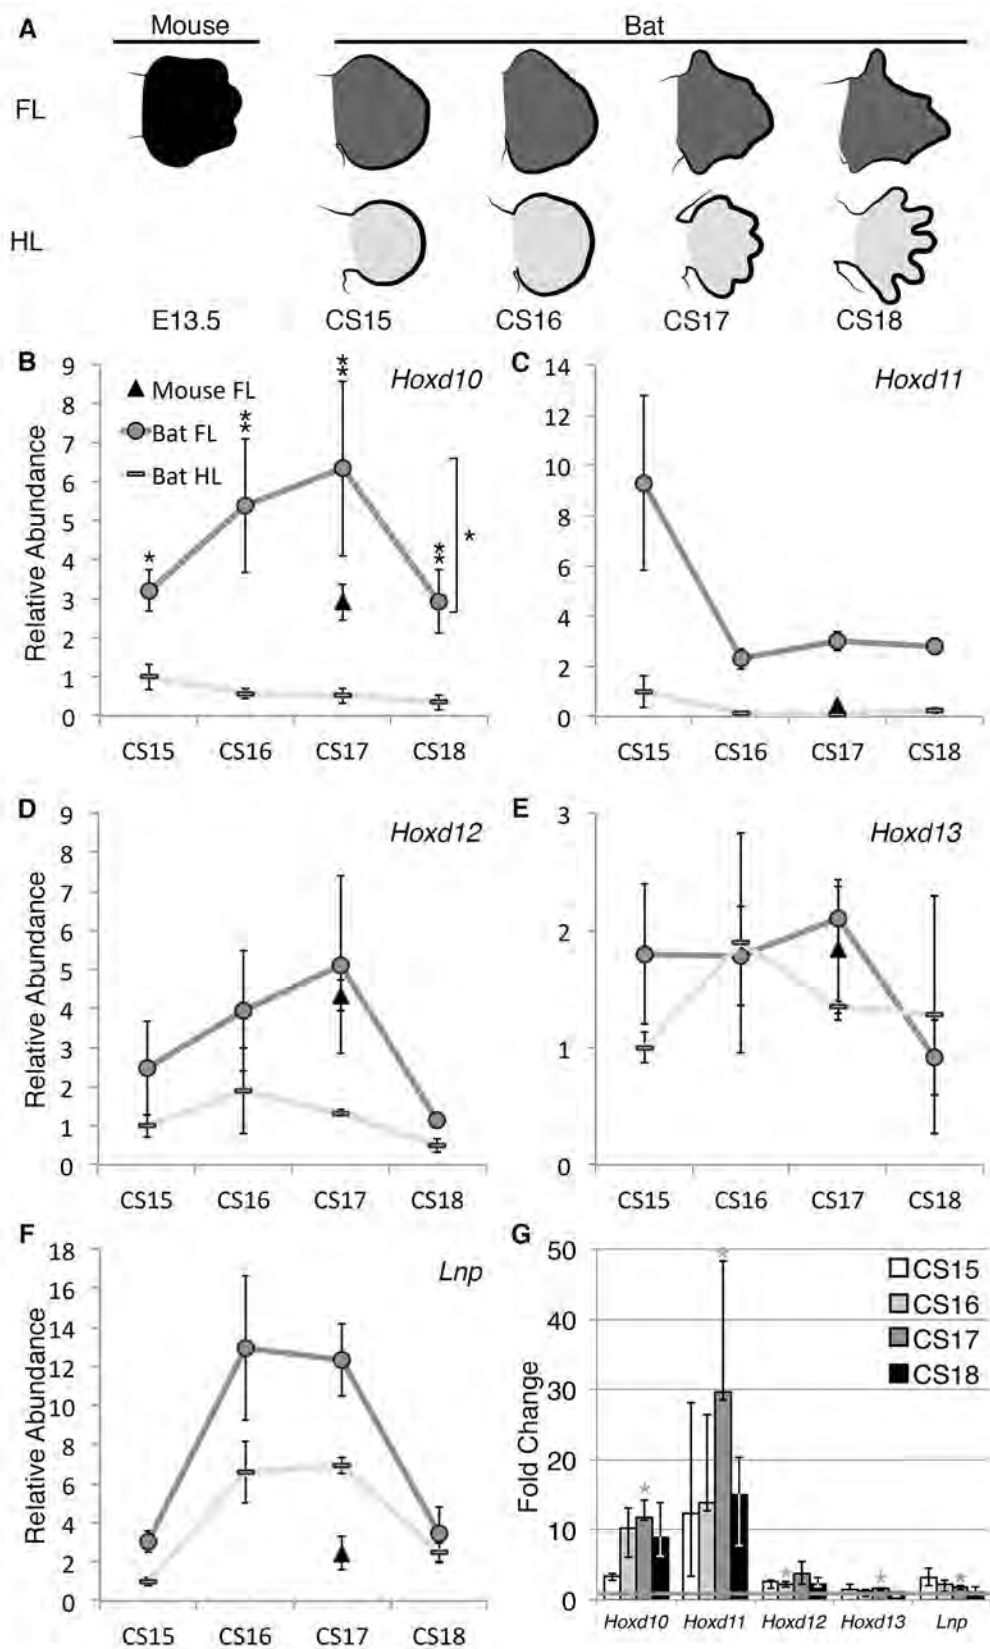 A Mouse Bat
FL
HL
E13.5 CS15 CS16 CS17 CS18
B Hoxd10
Relative Abundance
9
8
7
6
5
4
3
2
1
0
Mouse FL
Bat FL
Bat HL
*
**
**
**
*
CS15 CS16 CS17 CS18
C Hoxd11
14
12
10
8
6
4
2
0
CS15 CS16 CS17 CS18
D Hoxd12
Relative Abundance
9
8
7
6
5
4
3
2
1
0
CS15 CS16 CS17 CS18
E Hoxd13
3
2
1
0
CS15 CS16 CS17 CS18
F Lnp
Relative Abundance
18
16
14
12
10
8
6
4
2
0
CS15 CS16 CS17 CS18
G
Fold Change
50
40
30
20
10
0
CS15
CS16
CS17
CS18
* * * * *
Hoxd10 Hoxd11 Hoxd12 Hoxd13 Lnp